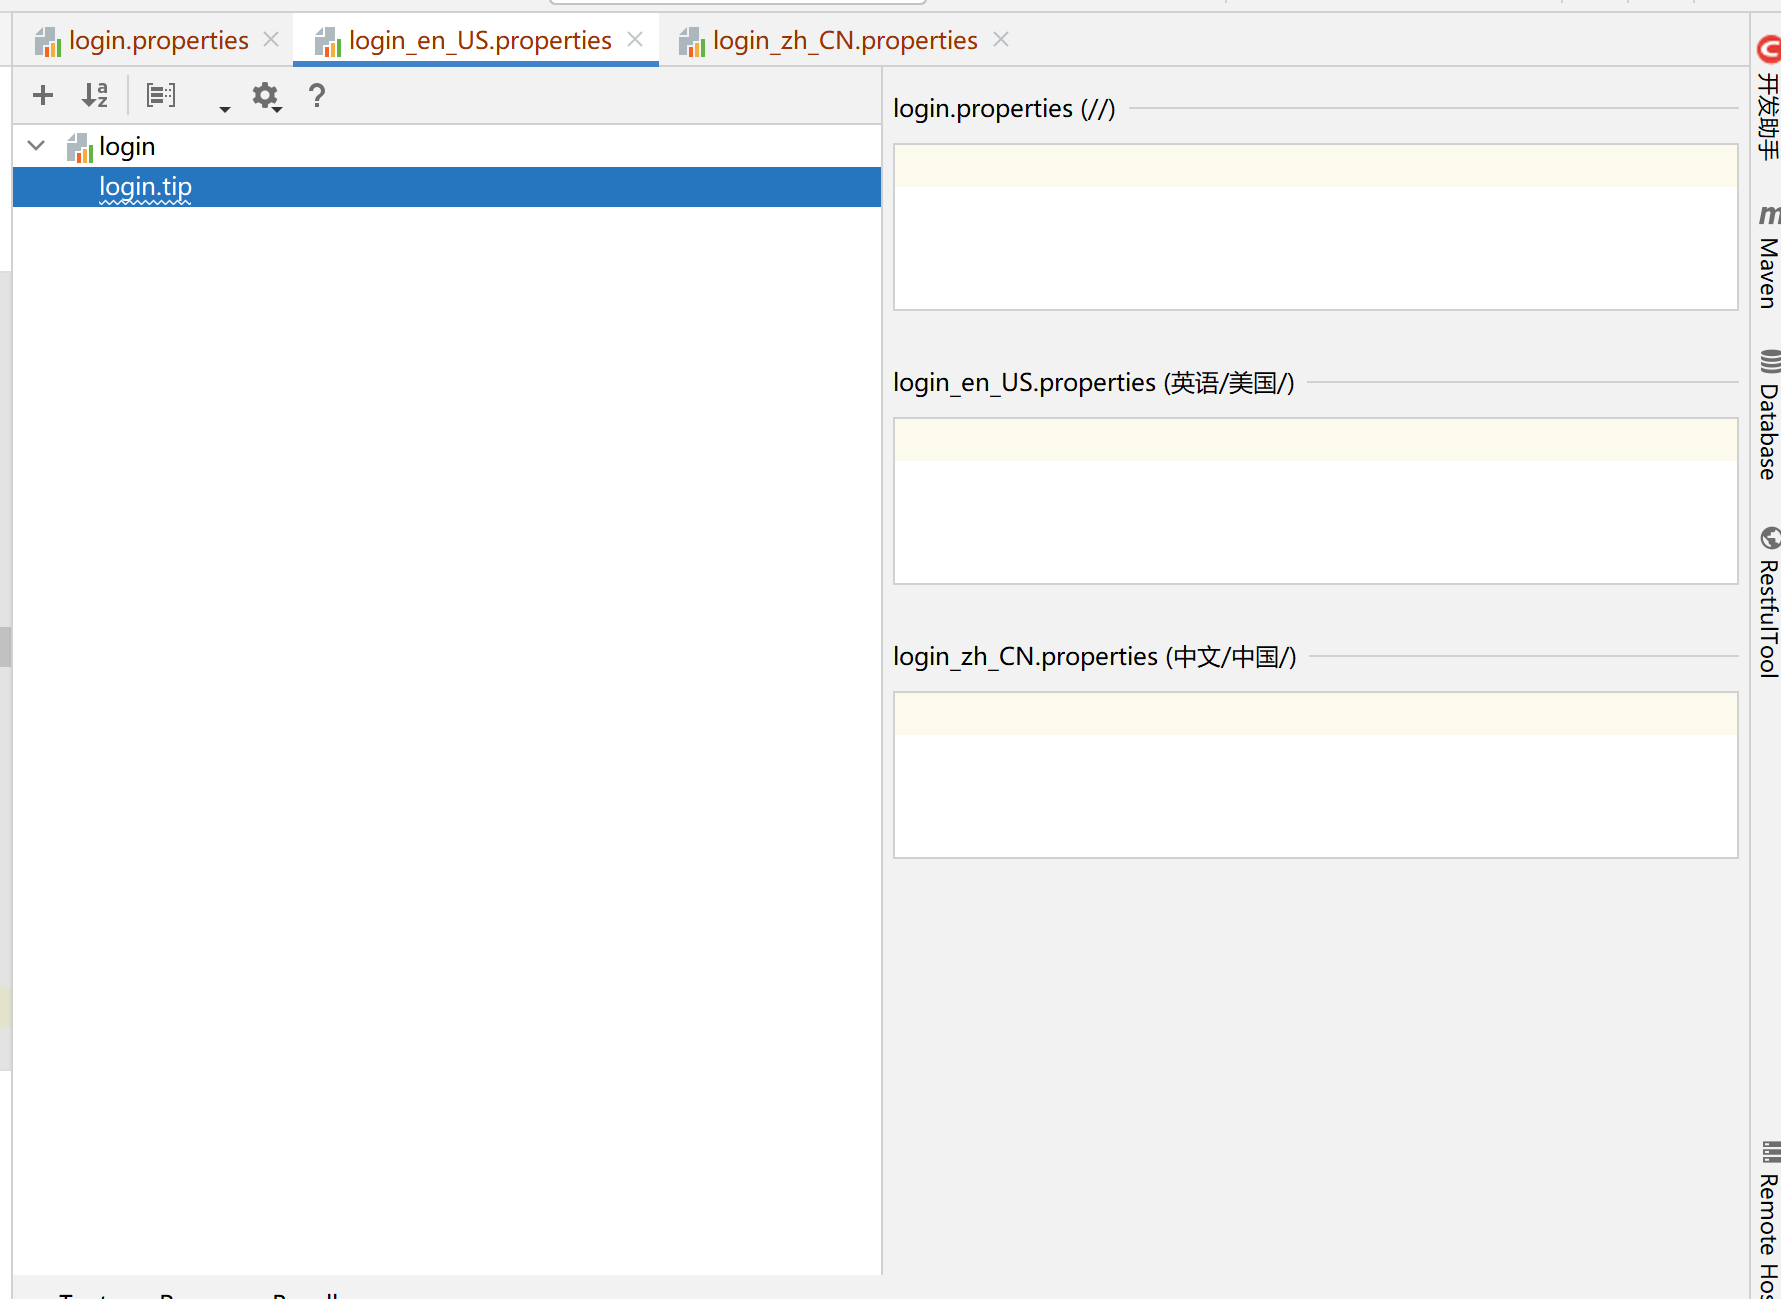 login.properties
login_en_US.properties
login_zh_CN.properties
login
login.tip
login.properties (//)
login_en_US.properties (英语/美国/)
login_zh_CN.properties (中文/中国/)
开发助手
Maven
Database
RestfulTool
Remote Hos